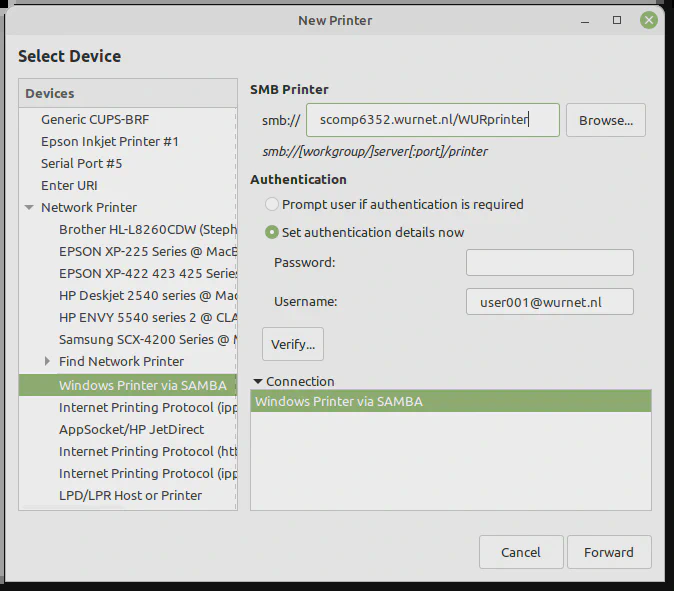 New Printer
Select Device
Devices
Generic CUPS-BRF
Epson Inkjet Printer #1
Serial Port #5
Enter URI
Network Printer
Brother HL-L8260CDW (Steph
EPSON XP-225 Series @ MacB
EPSON XP-422 423 425 Series
HP Deskjet 2540 series @ Mac
HP ENVY 5540 series 2 @ CLA
Samsung SCX-4200 Series @ M
Find Network Printer
Windows Printer via SAMBA
Internet Printing Protocol (ipp
AppSocket/HP JetDirect
Internet Printing Protocol (htt
Internet Printing Protocol (ipp
LPD/LPR Host or Printer
SMB Printer
smb:// scomp6352.wurnet.nl/WURprinter Browse...
smb://[workgroup/]server[:port]/printer
Authentication
Prompt user if authentication is required
Set authentication details now
Password:
Username: user001@wurnet.nl
Verify...
Connection
Windows Printer via SAMBA
Cancel Forward